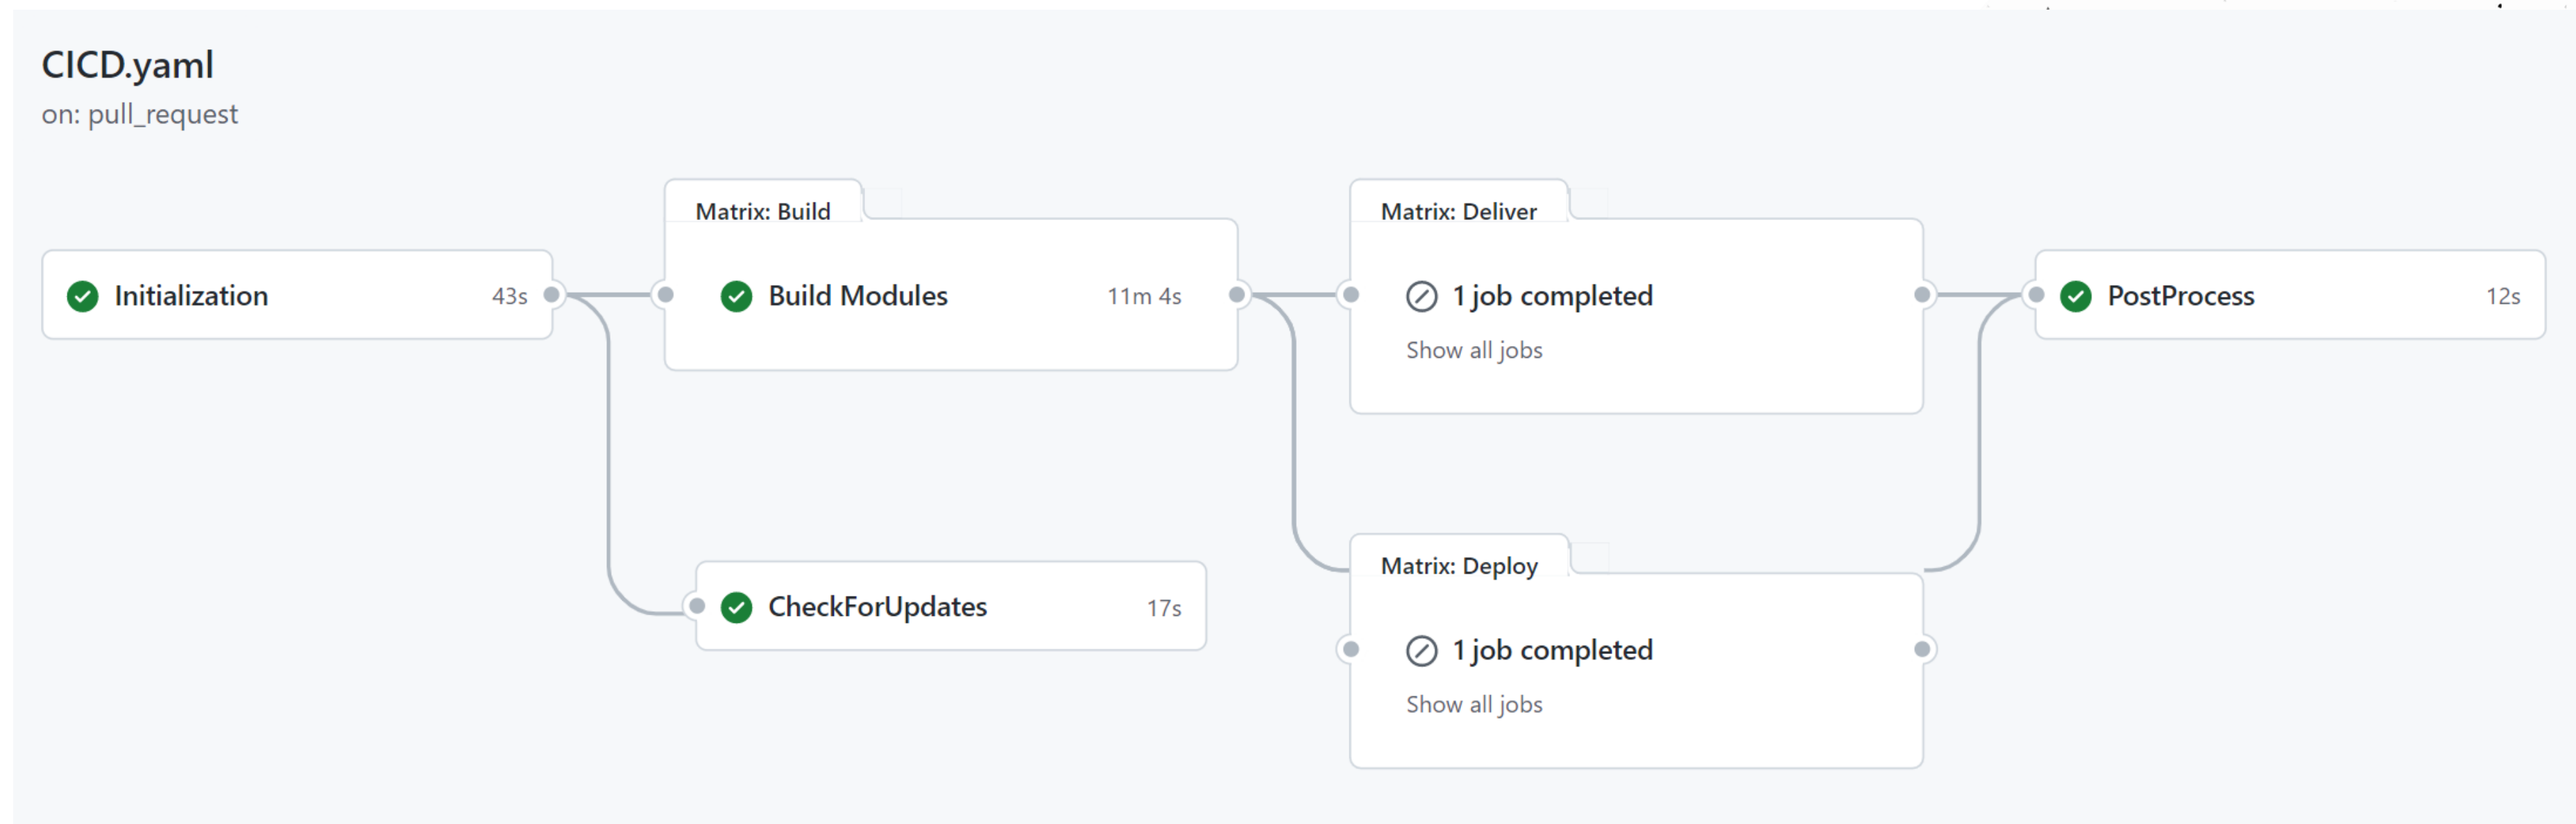 CICD.yaml
on: pull_request
Matrix: Build
Matrix: Deliver
Initialization 43s
Build Modules 11m 4s
1 job completed
Show all jobs
PostProcess 12s
CheckForUpdates 17s
Matrix: Deploy
1 job completed
Show all jobs